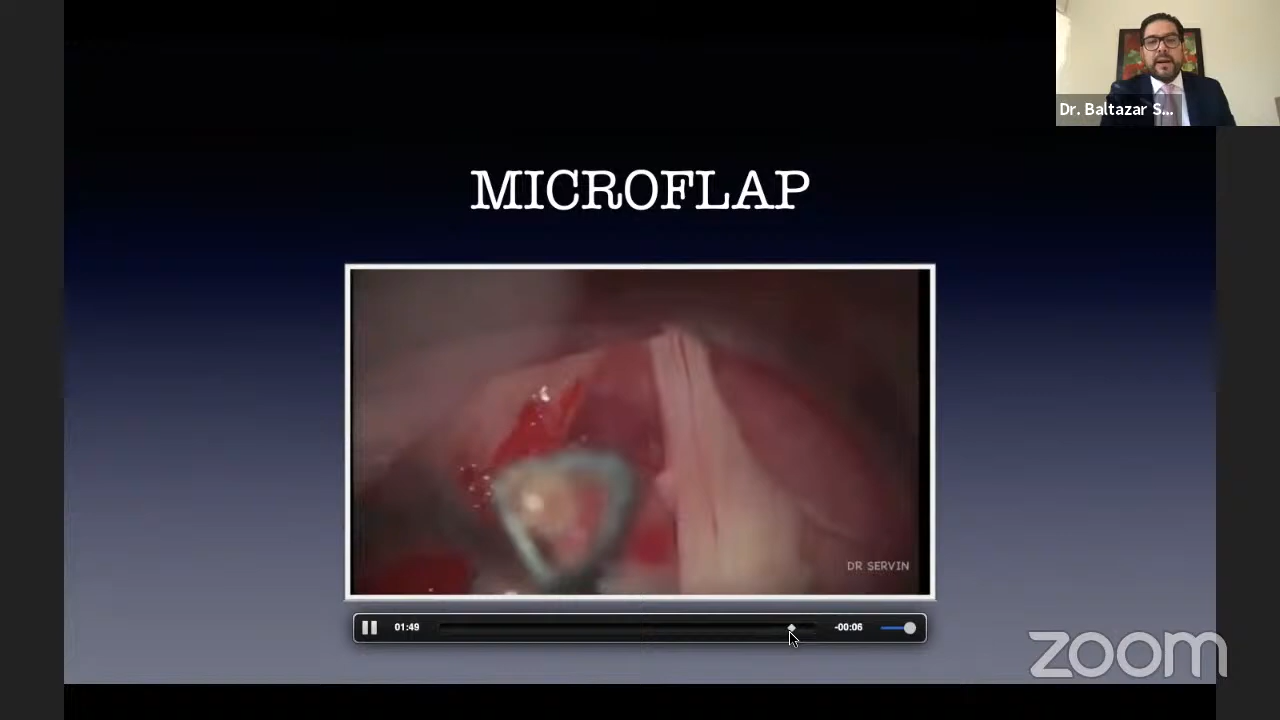 Dr. Baltazar S...
MICROFLAP
DR SERVIN
01:49
-00:06
zoom